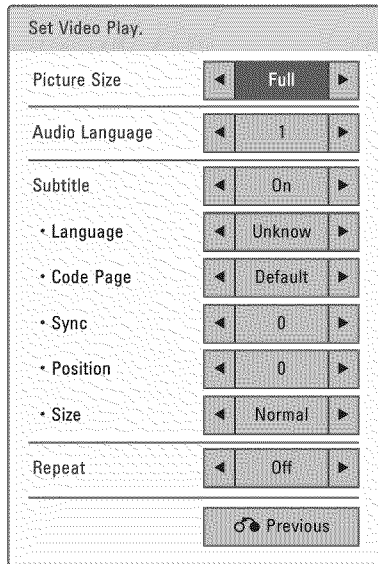 Set Video Play.
Picture Size ◄ Full ►
Audio Language ◄ 1 ►
Subtitle ◄ On ►
• Language ◄ Unknow ►
• Code Page ◄ Default ►
• Sync ◄ 0 ►
• Position ◄ 0 ►
• Size ◄ Normal ►
Repeat ◄ Off ►
Previous